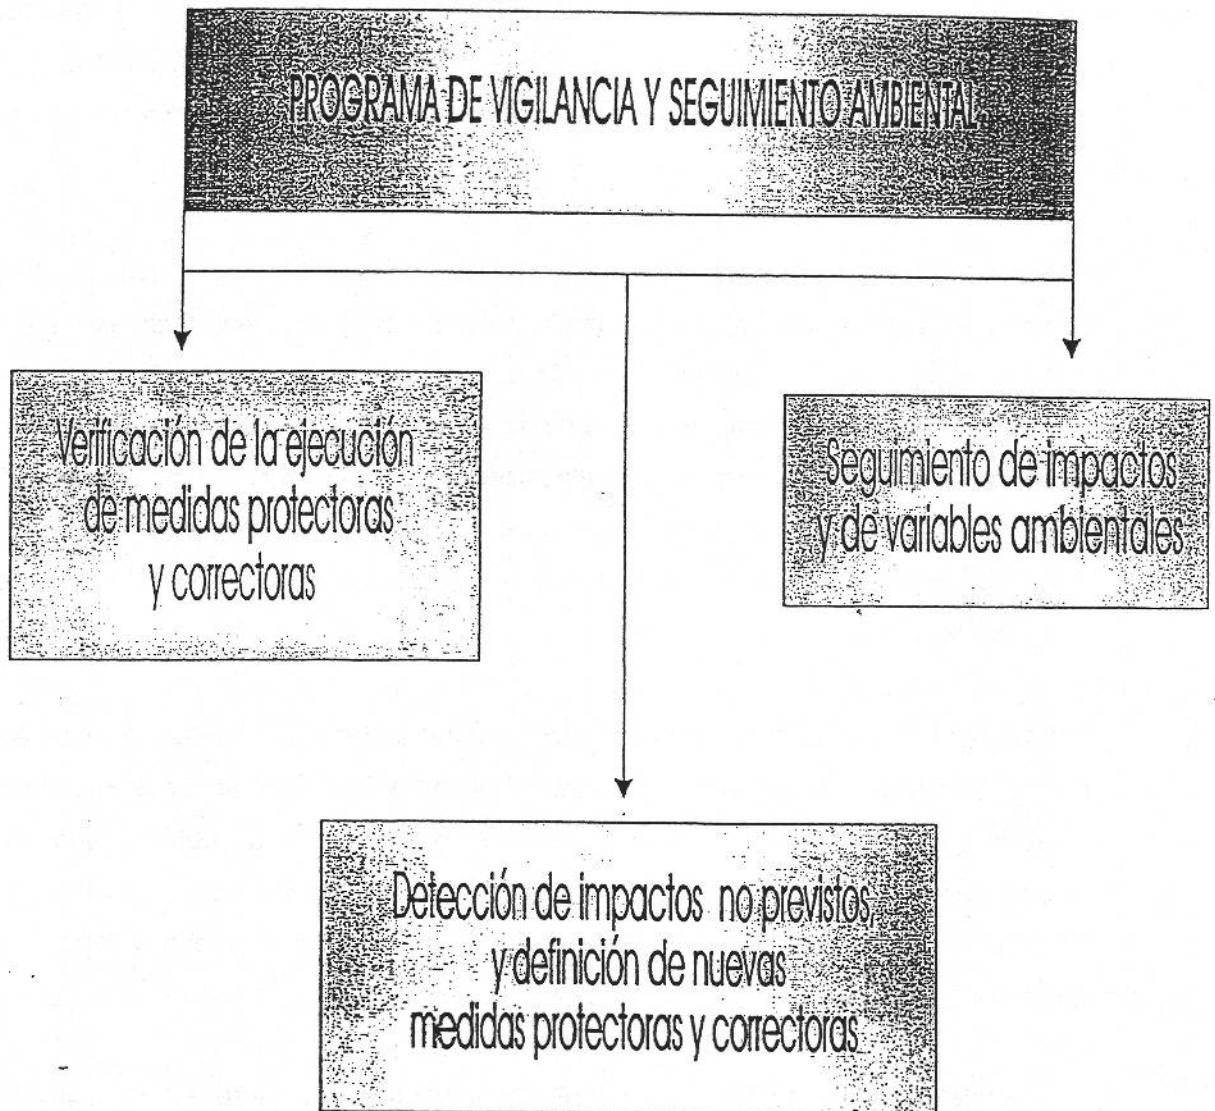 PROGRAMA DE VIGILANCIA Y SEGUIMIENTO AMBIENTAL
Verificación de la ejecución
de medidas protectoras
y correctoras
Seguimiento de impactos
y de variables ambientales
Detección de impactos no previstos,
y definición de nuevas
medidas protectoras y correctoras